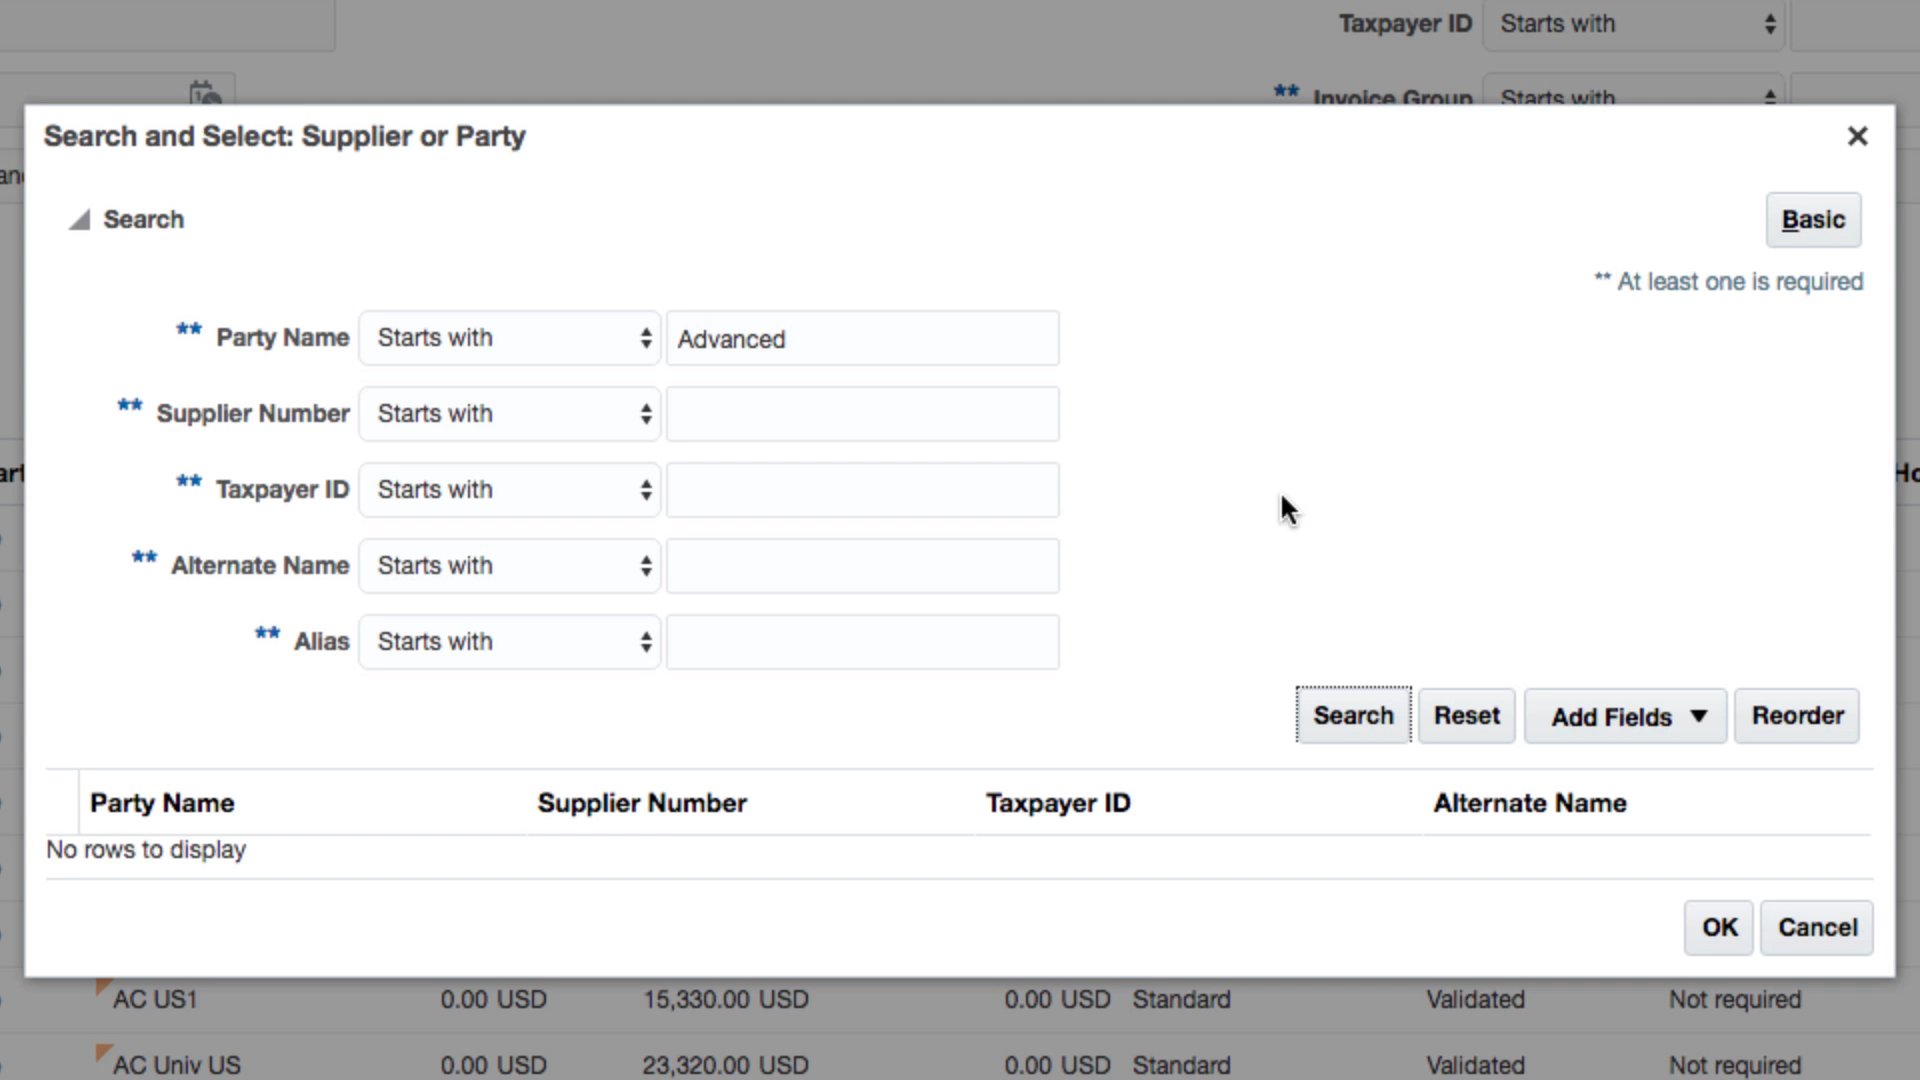 Taxpayer ID Starts with
** Invoice Group Starts with
Search and Select: Supplier or Party
Search
Basic
** At least one is required
** Party Name Starts with Advanced
** Supplier Number Starts with
** Taxpayer ID Starts with
** Alternate Name Starts with
** Alias Starts with
Search Reset Add Fields Reorder
Party Name Supplier Number Taxpayer ID Alternate Name
No rows to display
OK Cancel
AC US1 0.00 USD 15,330.00 USD 0.00 USD Standard Validated Not required
AC Univ US 0.00 USD 23,320.00 USD 0.00 USD Standard Validated Not required